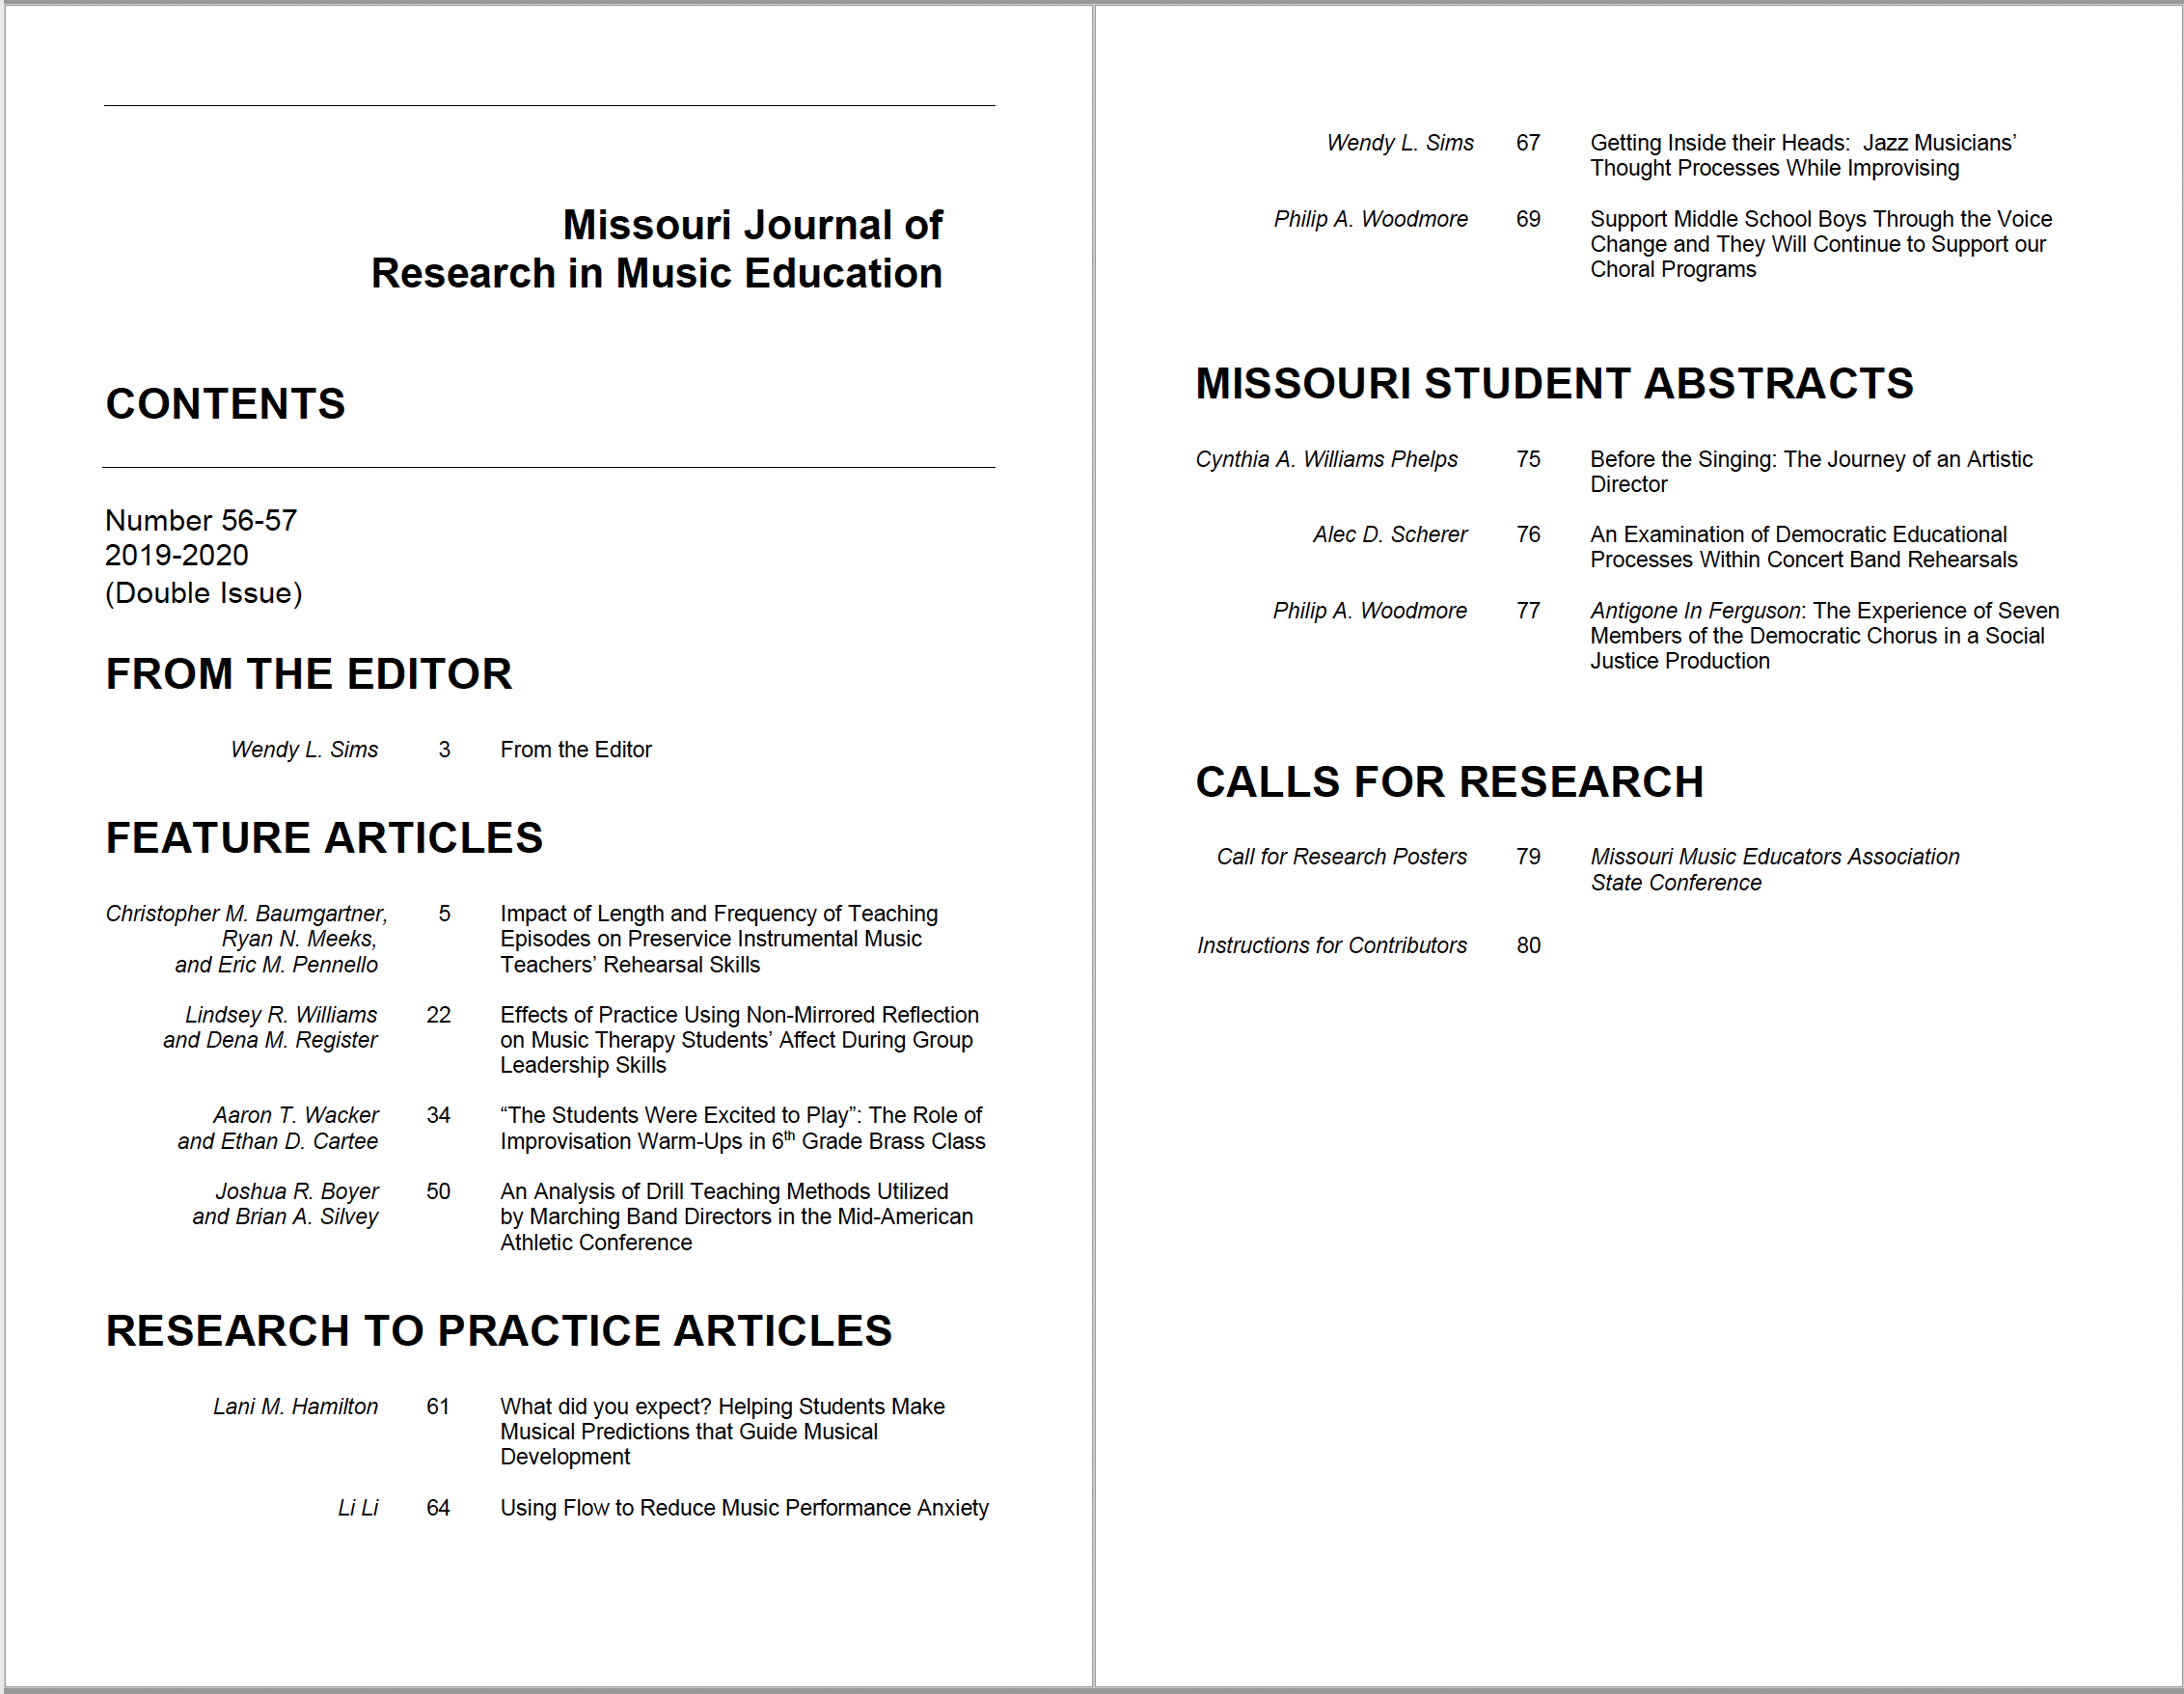 Missouri Journal of
Research in Music Education
CONTENTS
Number 56-57
2019-2020
(Double Issue)
FROM THE EDITOR
Wendy L. Sims 3 From the Editor
FEATURE ARTICLES
Christopher M. Baumgartner, 5 Impact of Length and Frequency of Teaching
Ryan N. Meeks, Episodes on Preservice Instrumental Music
and Eric M. Pennello Teachers’ Rehearsal Skills
Lindsey R. Williams 22 Effects of Practice Using Non-Mirrored Reflection
and Dena M. Register on Music Therapy Students’ Affect During Group
Leadership Skills
Aaron T. Wacker 34 “The Students Were Excited to Play”: The Role of
and Ethan D. Cartee Improvisation Warm-Ups in 6th Grade Brass Class
Joshua R. Boyer 50 An Analysis of Drill Teaching Methods Utilized
and Brian A. Silvey by Marching Band Directors in the Mid-American
Athletic Conference
RESEARCH TO PRACTICE ARTICLES
Lani M. Hamilton 61 What did you expect? Helping Students Make
Musical Predictions that Guide Musical
Development
Li Li 64 Using Flow to Reduce Music Performance Anxiety
Wendy L. Sims 67 Getting Inside their Heads: Jazz Musicians’
Thought Processes While Improvising
Philip A. Woodmore 69 Support Middle School Boys Through the Voice
Change and They Will Continue to Support our
Choral Programs
MISSOURI STUDENT ABSTRACTS
Cynthia A. Williams Phelps 75 Before the Singing: The Journey of an Artistic
Director
Alec D. Scherer 76 An Examination of Democratic Educational
Processes Within Concert Band Rehearsals
Philip A. Woodmore 77 Antigone In Ferguson: The Experience of Seven
Members of the Democratic Chorus in a Social
Justice Production
CALLS FOR RESEARCH
Call for Research Posters 79 Missouri Music Educators Association
State Conference
Instructions for Contributors 80